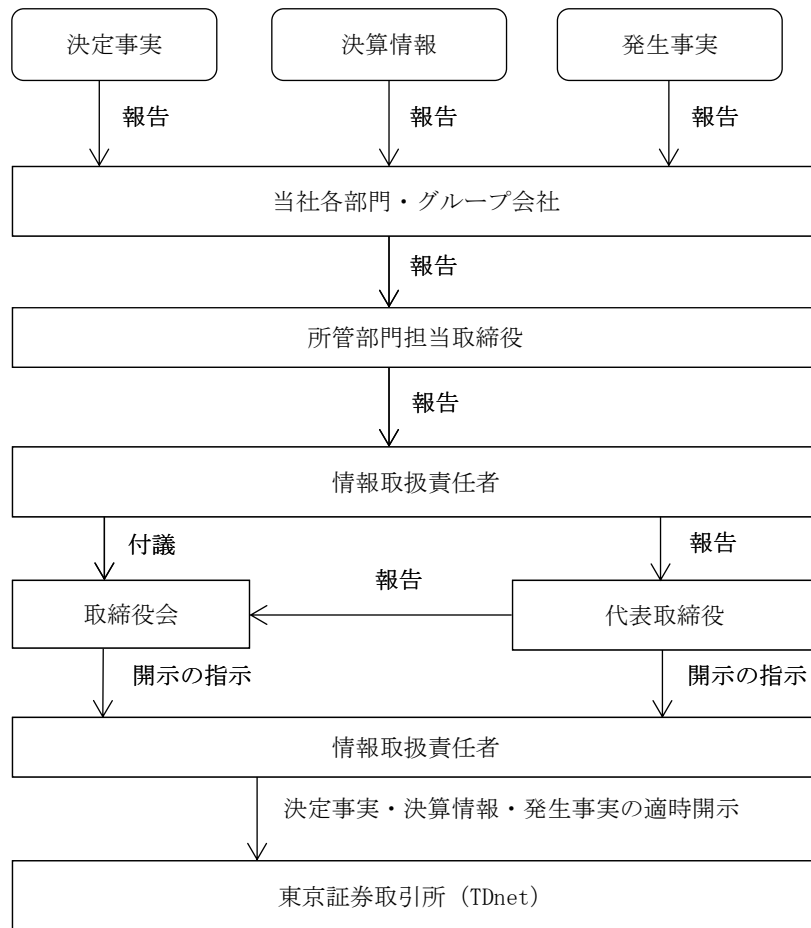 決定事実
決算情報
発生事実
報告
報告
報告
当社各部門・グループ会社
報告
所管部門担当取締役
報告
情報取扱責任者
付議
報告
取締役会
報告
代表取締役
開示の指示
開示の指示
情報取扱責任者
決定事実・決算情報・発生事実の適時開示
東京証券取引所（TDnet）